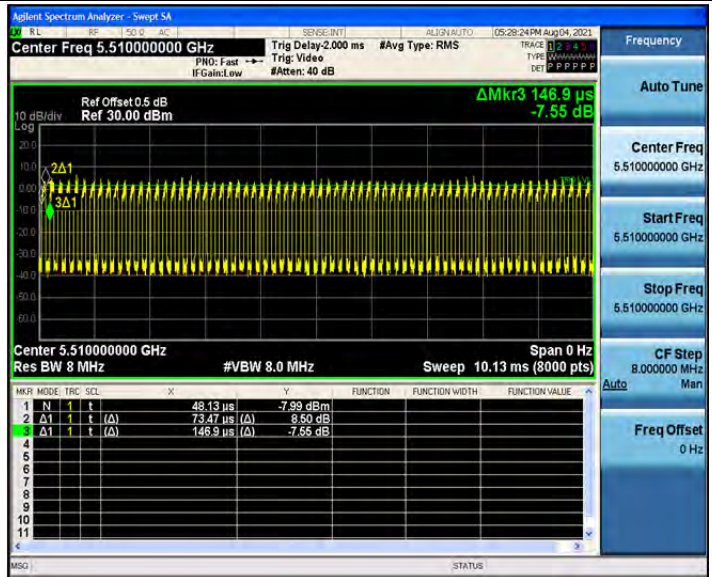 Agilent Spectrum Analyzer - Swept SA
RL RF 50 Ω AC SENSE:INT ALIGN AUTO 05:28:24 PM Aug 04, 2021
Center Freq 5.510000000 GHz
PNO: Fast
IFGain:Low
Trig Delay-2.000 ms
Trig: Video
#Atten: 40 dB
#Avg Type: RMS
TRACE 1 2 3 4 5 6
TYPE
DET P P P P P P
Frequency
Auto Tune
Center Freq
5.510000000 GHz
Start Freq
5.510000000 GHz
Stop Freq
5.510000000 GHz
CF Step
8.000000 MHz
Auto Man
Freq Offset
0 Hz
ΔMkr3 146.9 µs
-7.55 dB
Ref Offset 0.5 dB
Ref 30.00 dBm
10 dB/div
Log
20.0
10.0
0.00
-10.0
-20.0
-30.0
-40.0
-60.0
2Δ1
3Δ1
Center 5.510000000 GHz Span 0 Hz
Res BW 8 MHz #VBW 8.0 MHz Sweep 10.13 ms (8000 pts)
MKR MODE TRC SCL X Y FUNCTION FUNCTION WIDTH FUNCTION VALUE
1 N 1 t 48.13 µs -7.99 dBm
2 Δ1 1 t (Δ) 73.47 µs (Δ) 8.50 dB
3 Δ1 1 t (Δ) 146.9 µs (Δ) -7.55 dB
4
5
6
7
8
9
10
11
MSG STATUS